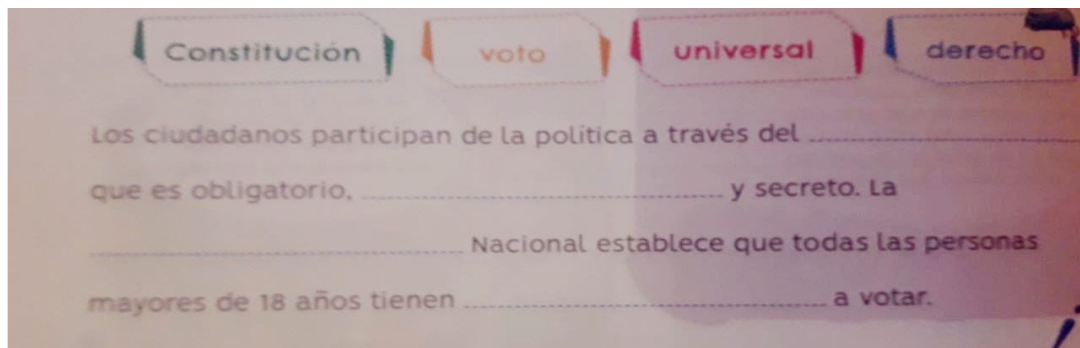 Constitución voto universal derecho
Los ciudadanos participan de la política a través del
que es obligatorio, y secreto. La
Nacional establece que todas las personas
mayores de 18 años tienen a votar.